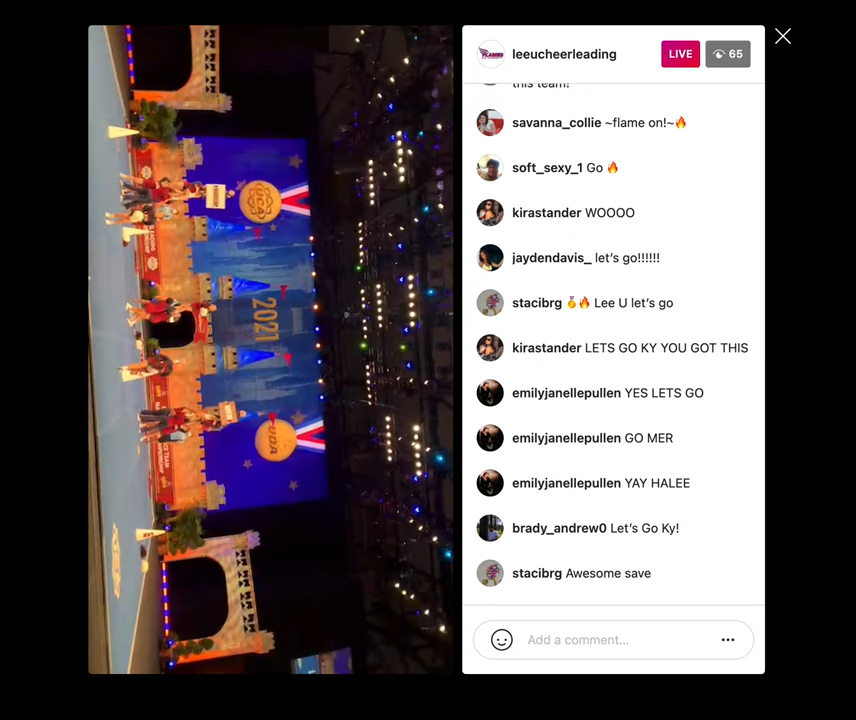 leeucheerleading
LIVE
65
this team!
savanna_collie ~flame on!~🔥
soft_sexy_1 Go 🔥
kirastander WOOOO
jaydendavis_ let's go!!!!!!
stacibrg 🥇🔥 Lee U let's go
kirastander LETS GO KY YOU GOT THIS
emilyjanellepullen YES LETS GO
emilyjanellepullen GO MER
emilyjanellepullen YAY HALEE
brady_andrew0 Let's Go Ky!
stacibrg Awesome save
Add a comment...
UCA
2021
UDA